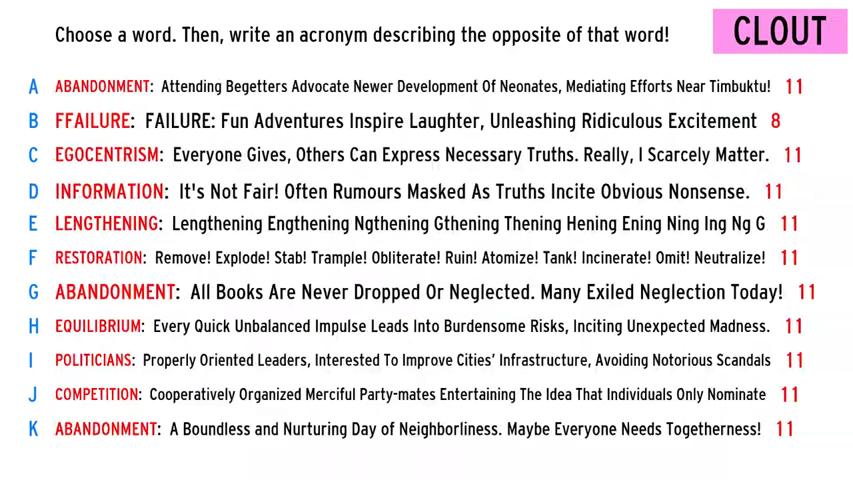 Choose a word. Then, write an acronym describing the opposite of that word!
CLOUT
A ABANDONMENT: Attending Begetters Advocate Newer Development Of Neonates, Mediating Efforts Near Timbuktu! 11
B FFAILURE: FAILURE: Fun Adventures Inspire Laughter, Unleashing Ridiculous Excitement 8
C EGOCENTRISM: Everyone Gives, Others Can Express Necessary Truths. Really, I Scarcely Matter. 11
D INFORMATION: It's Not Fair! Often Rumours Masked As Truths Incite Obvious Nonsense. 11
E LENGTHENING: Lengthening Engthening Ngthening Gthening Thening Hening Ening Ning Ing Ng G 11
F RESTORATION: Remove! Explode! Stab! Trample! Obliterate! Ruin! Atomize! Tank! Incinerate! Omit! Neutralize! 11
G ABANDONMENT: All Books Are Never Dropped Or Neglected. Many Exiled Neglection Today! 11
H EQUILIBRIUM: Every Quick Unbalanced Impulse Leads Into Burdensome Risks, Inciting Unexpected Madness. 11
I POLITICIANS: Properly Oriented Leaders, Interested To Improve Cities' Infrastructure, Avoiding Notorious Scandals 11
J COMPETITION: Cooperatively Organized Merciful Party-mates Entertaining The Idea That Individuals Only Nominate 11
K ABANDONMENT: A Boundless and Nurturing Day of Neighborliness. Maybe Everyone Needs Togetherness! 11